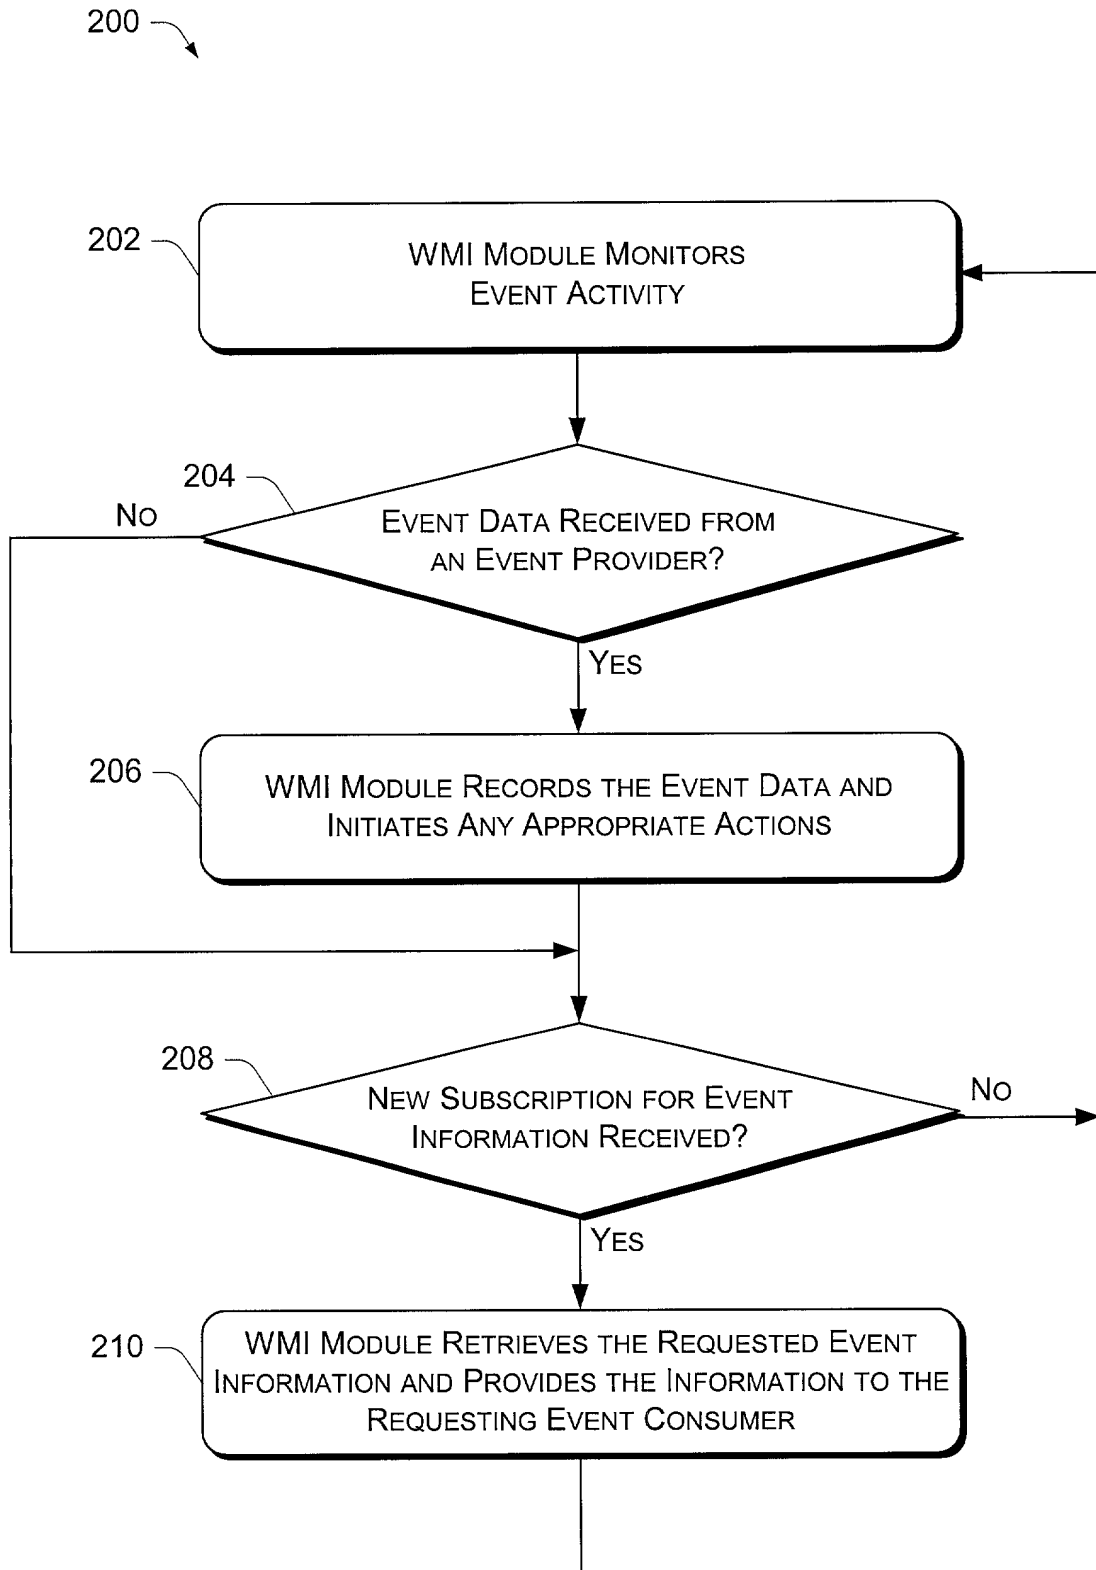 200
202
WMI MODULE MONITORS
EVENT ACTIVITY
204
NO
EVENT DATA RECEIVED FROM
AN EVENT PROVIDER?
YES
206
WMI MODULE RECORDS THE EVENT DATA AND
INITIATES ANY APPROPRIATE ACTIONS
208
NEW SUBSCRIPTION FOR EVENT
INFORMATION RECEIVED?
NO
YES
210
WMI MODULE RETRIEVES THE REQUESTED EVENT
INFORMATION AND PROVIDES THE INFORMATION TO THE
REQUESTING EVENT CONSUMER